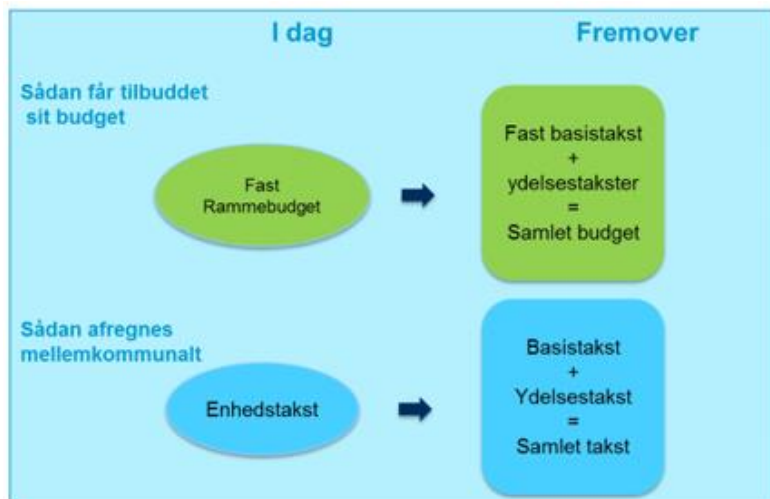 I dag
Fremover
Sådan får tilbuddet
sit budget
Fast
Rammebudget
Fast basistakst
+
ydelsestakster
=
Samlet budget
Sådan afregnes
mellemkommunalt
Enhedstakst
Basistakst
+
Ydelsestakst
=
Samlet takst